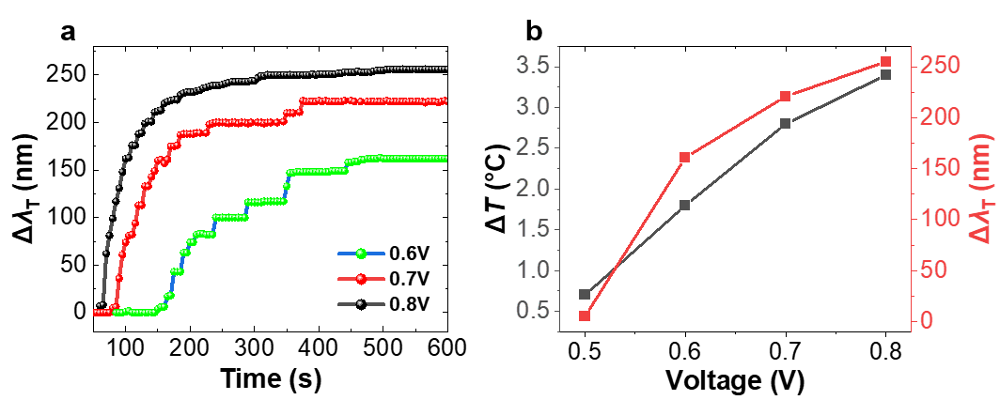 a
ΔλT (nm)
250
200
150
100
50
0
0.6V
0.7V
0.8V
100 200 300 400 500 600
Time (s)
b
ΔT (°C)
3.5
3.0
2.5
2.0
1.5
1.0
0.5
250
200
150
100
50
0
ΔλT (nm)
0.5 0.6 0.7 0.8
Voltage (V)